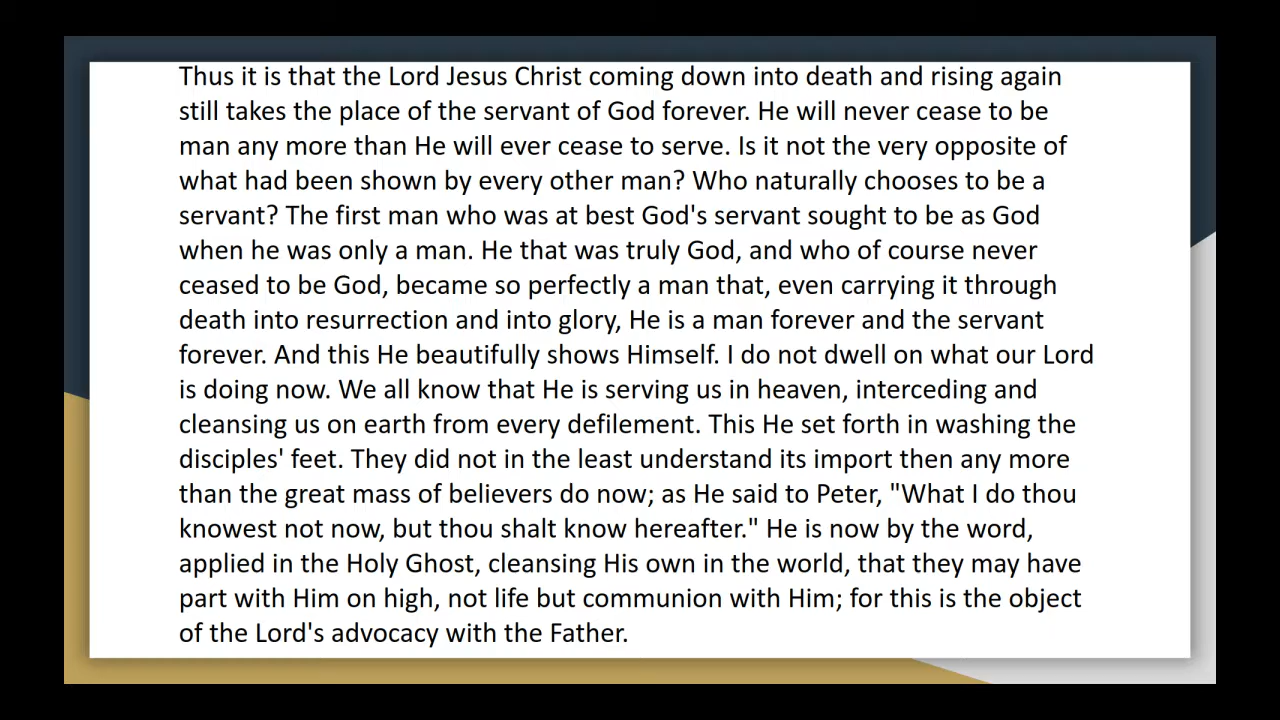 Thus it is that the Lord Jesus Christ coming down into death and rising again
still takes the place of the servant of God forever. He will never cease to be
man any more than He will ever cease to serve. Is it not the very opposite of
what had been shown by every other man? Who naturally chooses to be a
servant? The first man who was at best God's servant sought to be as God
when he was only a man. He that was truly God, and who of course never
ceased to be God, became so perfectly a man that, even carrying it through
death into resurrection and into glory, He is a man forever and the servant
forever. And this He beautifully shows Himself. I do not dwell on what our Lord
is doing now. We all know that He is serving us in heaven, interceding and
cleansing us on earth from every defilement. This He set forth in washing the
disciples' feet. They did not in the least understand its import then any more
than the great mass of believers do now; as He said to Peter, "What I do thou
knowest not now, but thou shalt know hereafter." He is now by the word,
applied in the Holy Ghost, cleansing His own in the world, that they may have
part with Him on high, not life but communion with Him; for this is the object
of the Lord's advocacy with the Father.